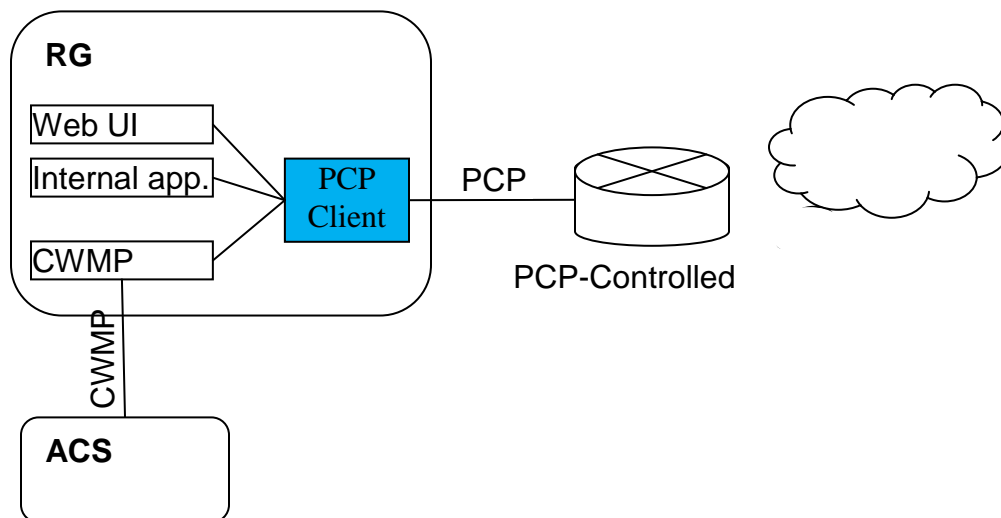 RG
Web UI
Internal app.
CWMP
PCP
Client
PCP
PCP-Controlled
CWMP
ACS